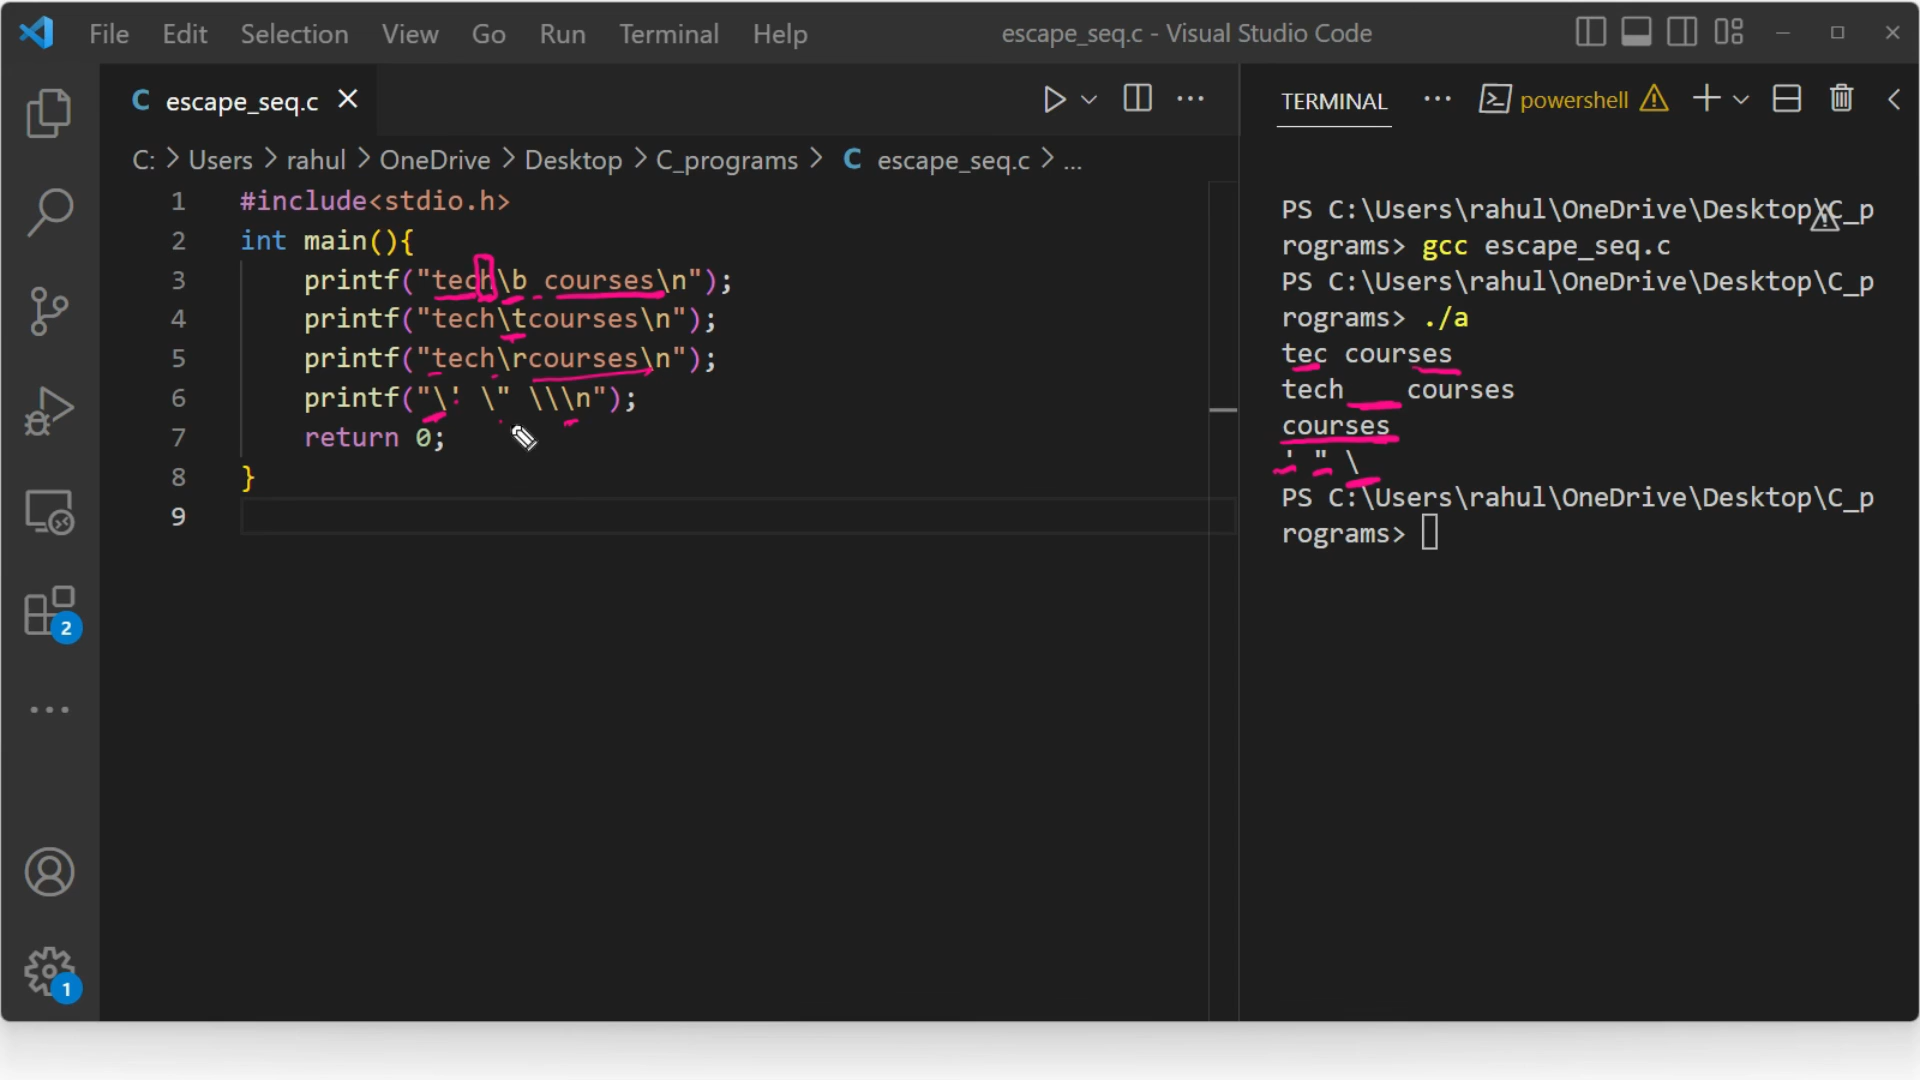 File Edit Selection View Go Run Terminal Help escape_seq.c - Visual Studio Code
C escape_seq.c
C: > Users > rahul > OneDrive > Desktop > C_programs > C escape_seq.c > ...
1 #include<stdio.h>
2 int main(){
3 printf("tech\b courses\n");
4 printf("tech\tcourses\n");
5 printf("tech\rcourses\n");
6 printf("\' \" \\\n");
7 return 0;
8 }
9
2
1
TERMINAL ... powershell
PS C:\Users\rahul\OneDrive\Desktop\C_p
rograms> gcc escape_seq.c
PS C:\Users\rahul\OneDrive\Desktop\C_p
rograms> ./a
tec courses
tech    courses
courses
' " \
PS C:\Users\rahul\OneDrive\Desktop\C_p
rograms>